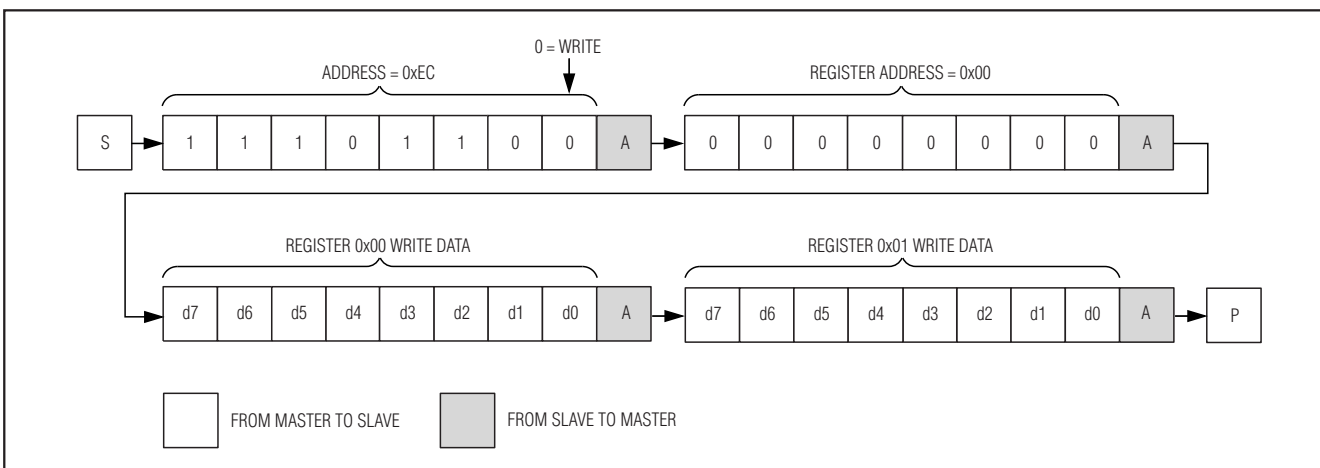 0 = WRITE
ADDRESS = 0xEC REGISTER ADDRESS = 0x00
S 1 1 1 0 1 1 0 0 A 0 0 0 0 0 0 0 0 A
REGISTER 0x00 WRITE DATA REGISTER 0x01 WRITE DATA
d7 d6 d5 d4 d3 d2 d1 d0 A d7 d6 d5 d4 d3 d2 d1 d0 A P
FROM MASTER TO SLAVE FROM SLAVE TO MASTER